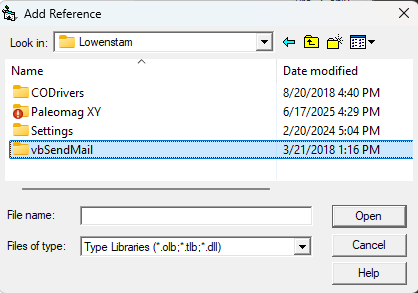 Add Reference
Look in: Lowenstam
Name Date modified
CODrivers 8/20/2018 4:40 PM
Paleomag XY 6/17/2025 4:29 PM
Settings 2/20/2024 5:04 PM
vbSendMail 3/21/2018 1:16 PM
File name: Open
Files of type: Type Libraries (*.olb;*.tlb;*.dll) Cancel
Help